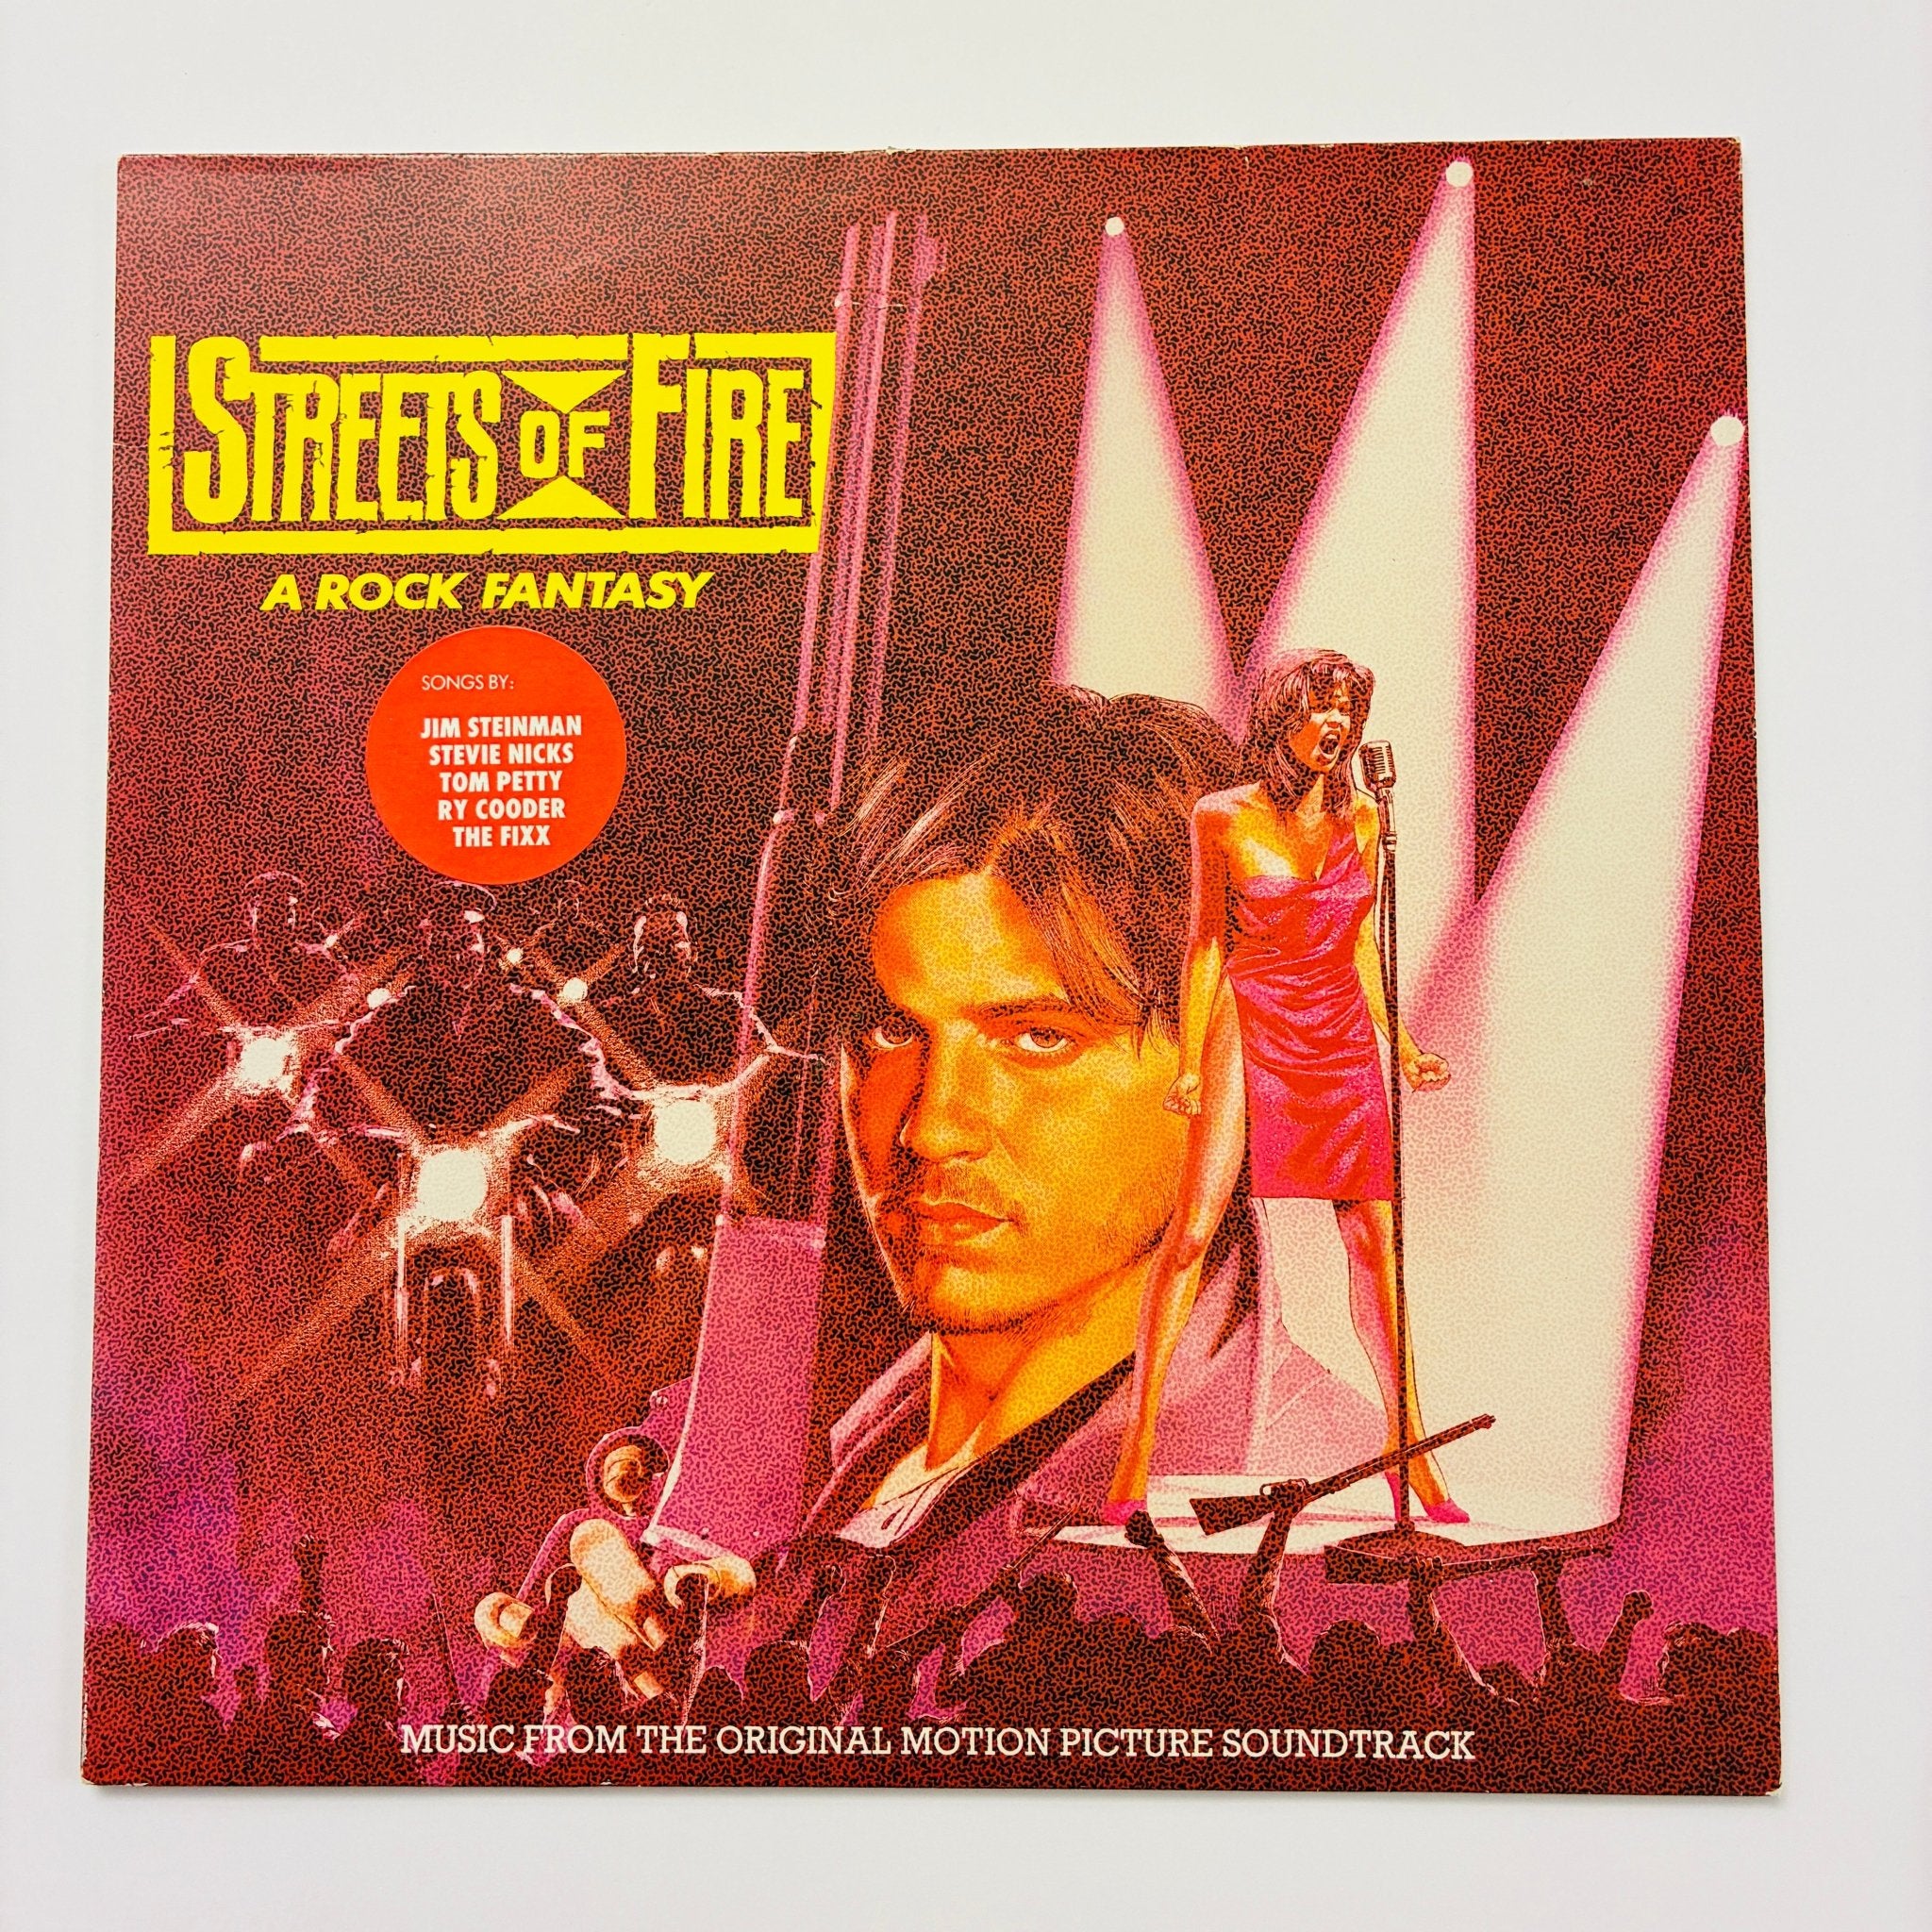 STREETS OF FIRE
A ROCK FANTASY
SONGS BY:
JIM STEINMAN
STEVIE NICKS
TOM PETTY
RY COODER
THE FIXX
MUSIC FROM THE ORIGINAL MOTION PICTURE SOUNDTRACK